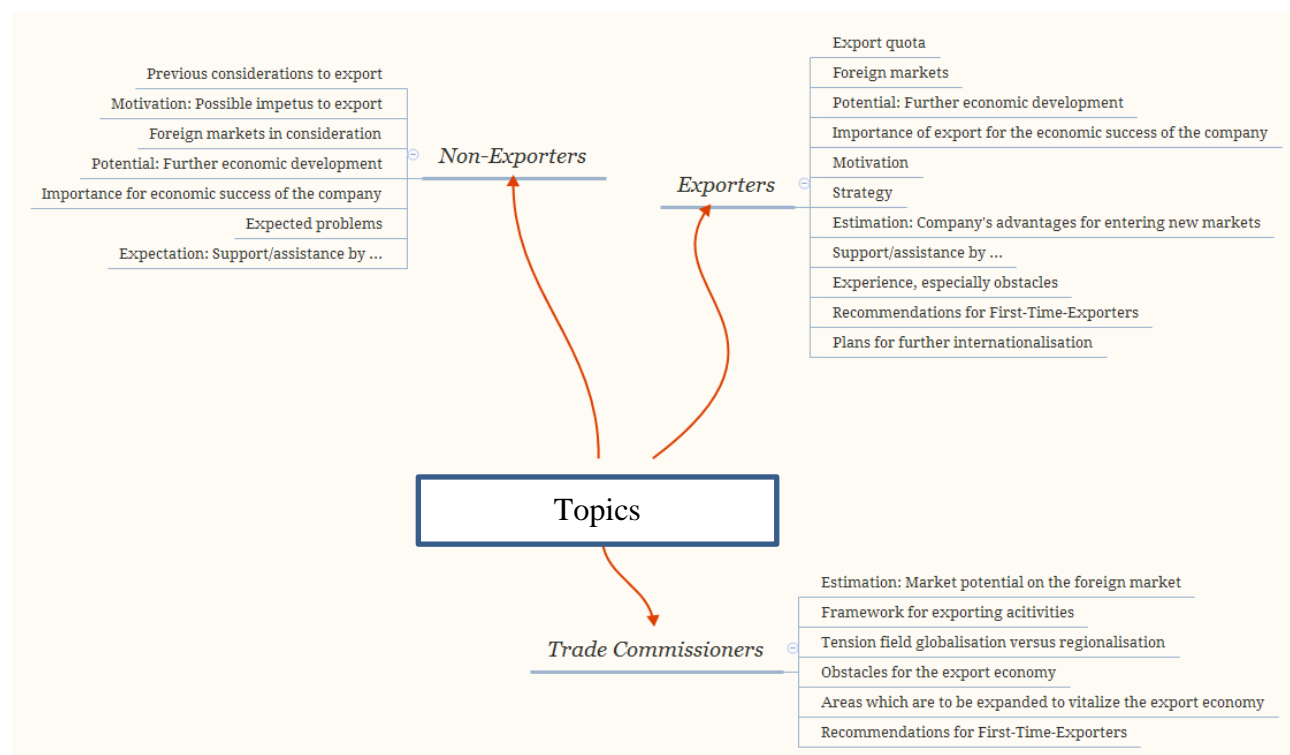 Previous considerations to export
Motivation: Possible impetus to export
Foreign markets in consideration
Potential: Further economic development
Importance for economic success of the company
Expected problems
Expectation: Support/assistance by ...
Non-Exporters
Exporters
Export quota
Foreign markets
Potential: Further economic development
Importance of export for the economic success of the company
Motivation
Strategy
Estimation: Company's advantages for entering new markets
Support/assistance by ...
Experience, especially obstacles
Recommendations for First-Time-Exporters
Plans for further internationalisation
Topics
Trade Commissioners
Estimation: Market potential on the foreign market
Framework for exporting acitivities
Tension field globalisation versus regionalisation
Obstacles for the export economy
Areas which are to be expanded to vitalize the export economy
Recommendations for First-Time-Exporters